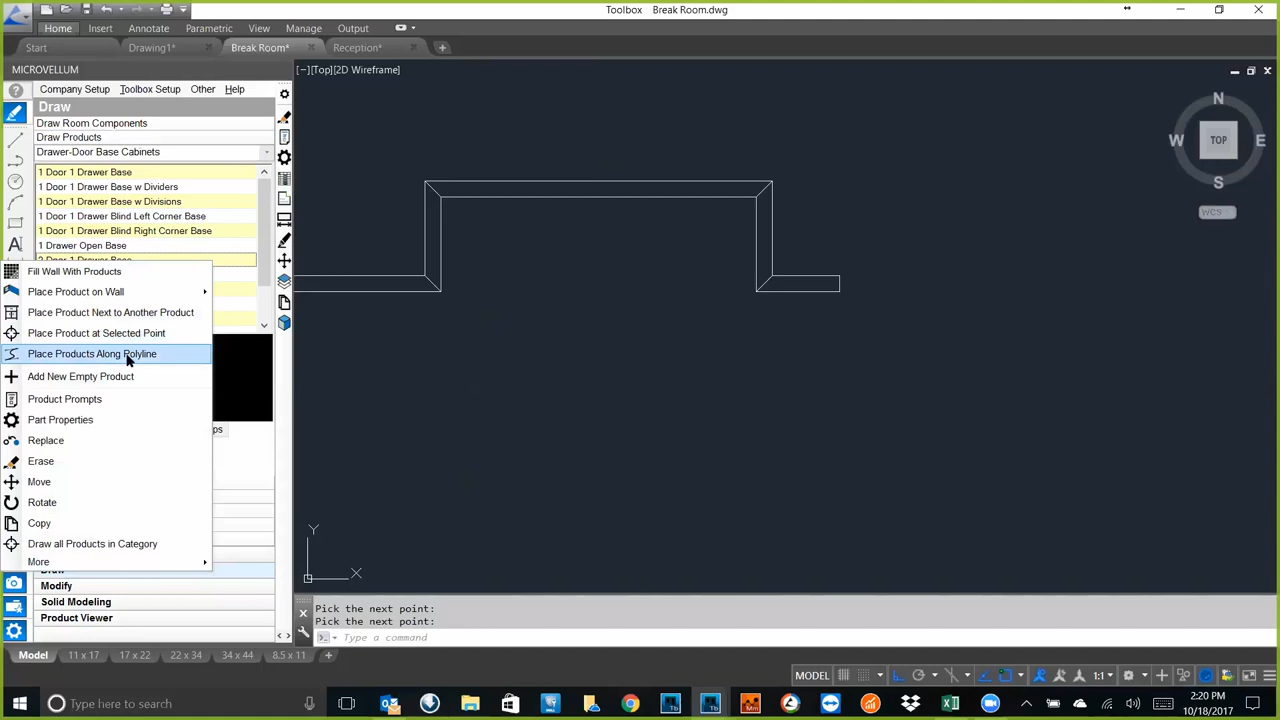 Toolbox Break Room.dwg
Home Insert Annotate Parametric View Manage Output
Start Drawing1* Break Room* Reception*
MICROVELLUM
[−][Top][2D Wireframe]
Company Setup Toolbox Setup Other Help
Draw
Draw Room Components
Draw Products
Drawer-Door Base Cabinets
1 Door 1 Drawer Base
1 Door 1 Drawer Base w Dividers
1 Door 1 Drawer Base w Divisions
1 Door 1 Drawer Blind Left Corner Base
1 Door 1 Drawer Blind Right Corner Base
1 Drawer Open Base
2 Door 1 Drawer Base
Fill Wall With Products
Place Product on Wall
Place Product Next to Another Product
Place Product at Selected Point
Place Products Along Polyline
Add New Empty Product
Product Prompts
Part Properties
ps
Replace
Erase
Move
Rotate
Copy
Draw all Products in Category
More
Draw
Modify
Solid Modeling
Product Viewer
N
W TOP E
S
WCS
Y
X
Pick the next point:
Pick the next point:
Type a command
Model 11 x 17 17 x 22 22 x 34 34 x 44 8.5 x 11 +
MODEL 1:1
Type here to search
2:20 PM
10/18/2017